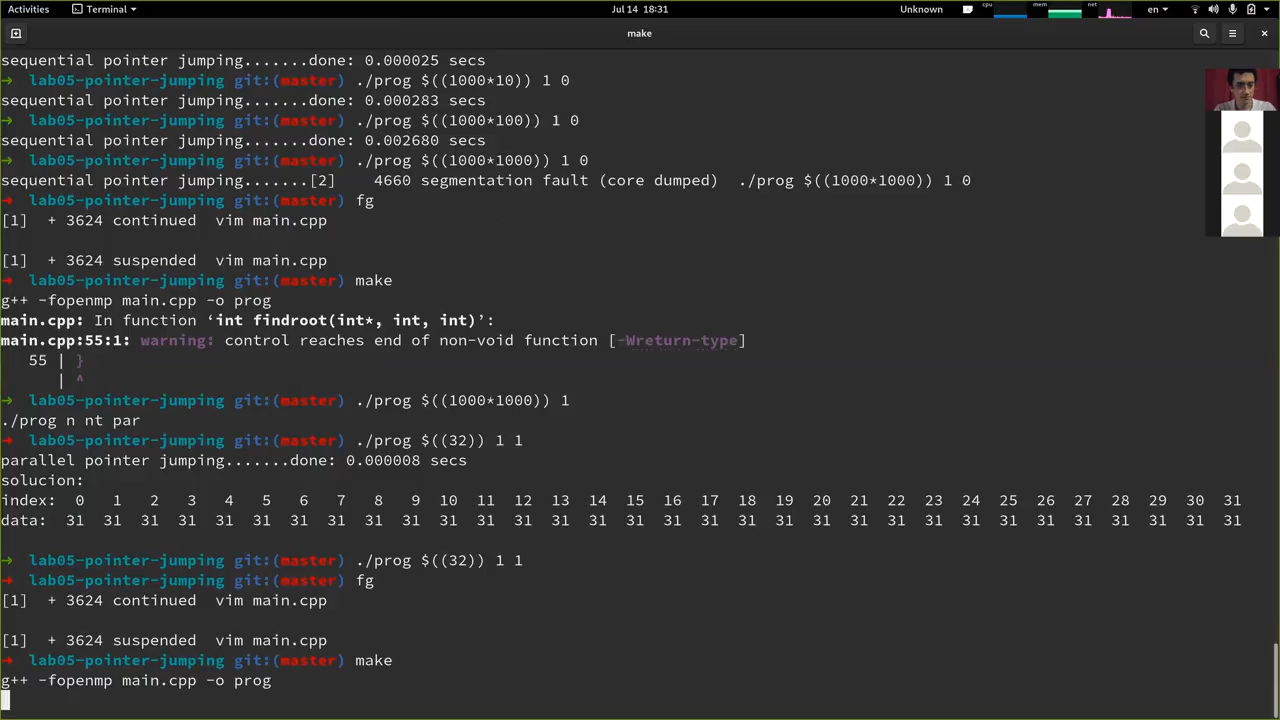 Activities Terminal Jul 14 18:31 Unknown cpu mem net en
make
sequential pointer jumping.......done: 0.000025 secs
→ lab05-pointer-jumping git:(master) ./prog $((1000*10)) 1 0
sequential pointer jumping.......done: 0.000283 secs
→ lab05-pointer-jumping git:(master) ./prog $((1000*100)) 1 0
sequential pointer jumping.......done: 0.002680 secs
→ lab05-pointer-jumping git:(master) ./prog $((1000*1000)) 1 0
sequential pointer jumping.......[2]    4660 segmentation fault (core dumped)  ./prog $((1000*1000)) 1 0
→ lab05-pointer-jumping git:(master) fg
[1]  + 3624 continued  vim main.cpp
[1]  + 3624 suspended  vim main.cpp
→ lab05-pointer-jumping git:(master) make
g++ -fopenmp main.cpp -o prog
main.cpp: In function ‘int findroot(int*, int, int)’:
main.cpp:55:1: warning: control reaches end of non-void function [-Wreturn-type]
   55 | }
      | ^
→ lab05-pointer-jumping git:(master) ./prog $((1000*1000)) 1
./prog n nt par
→ lab05-pointer-jumping git:(master) ./prog $((32)) 1 1
parallel pointer jumping.......done: 0.000008 secs
solucion:
index:  0   1   2   3   4   5   6   7   8   9  10  11  12  13  14  15  16  17  18  19  20  21  22  23  24  25  26  27  28  29  30  31
data:  31  31  31  31  31  31  31  31  31  31  31  31  31  31  31  31  31  31  31  31  31  31  31  31  31  31  31  31  31  31  31  31
→ lab05-pointer-jumping git:(master) ./prog $((32)) 1 1
→ lab05-pointer-jumping git:(master) fg
[1]  + 3624 continued  vim main.cpp
[1]  + 3624 suspended  vim main.cpp
→ lab05-pointer-jumping git:(master) make
g++ -fopenmp main.cpp -o prog